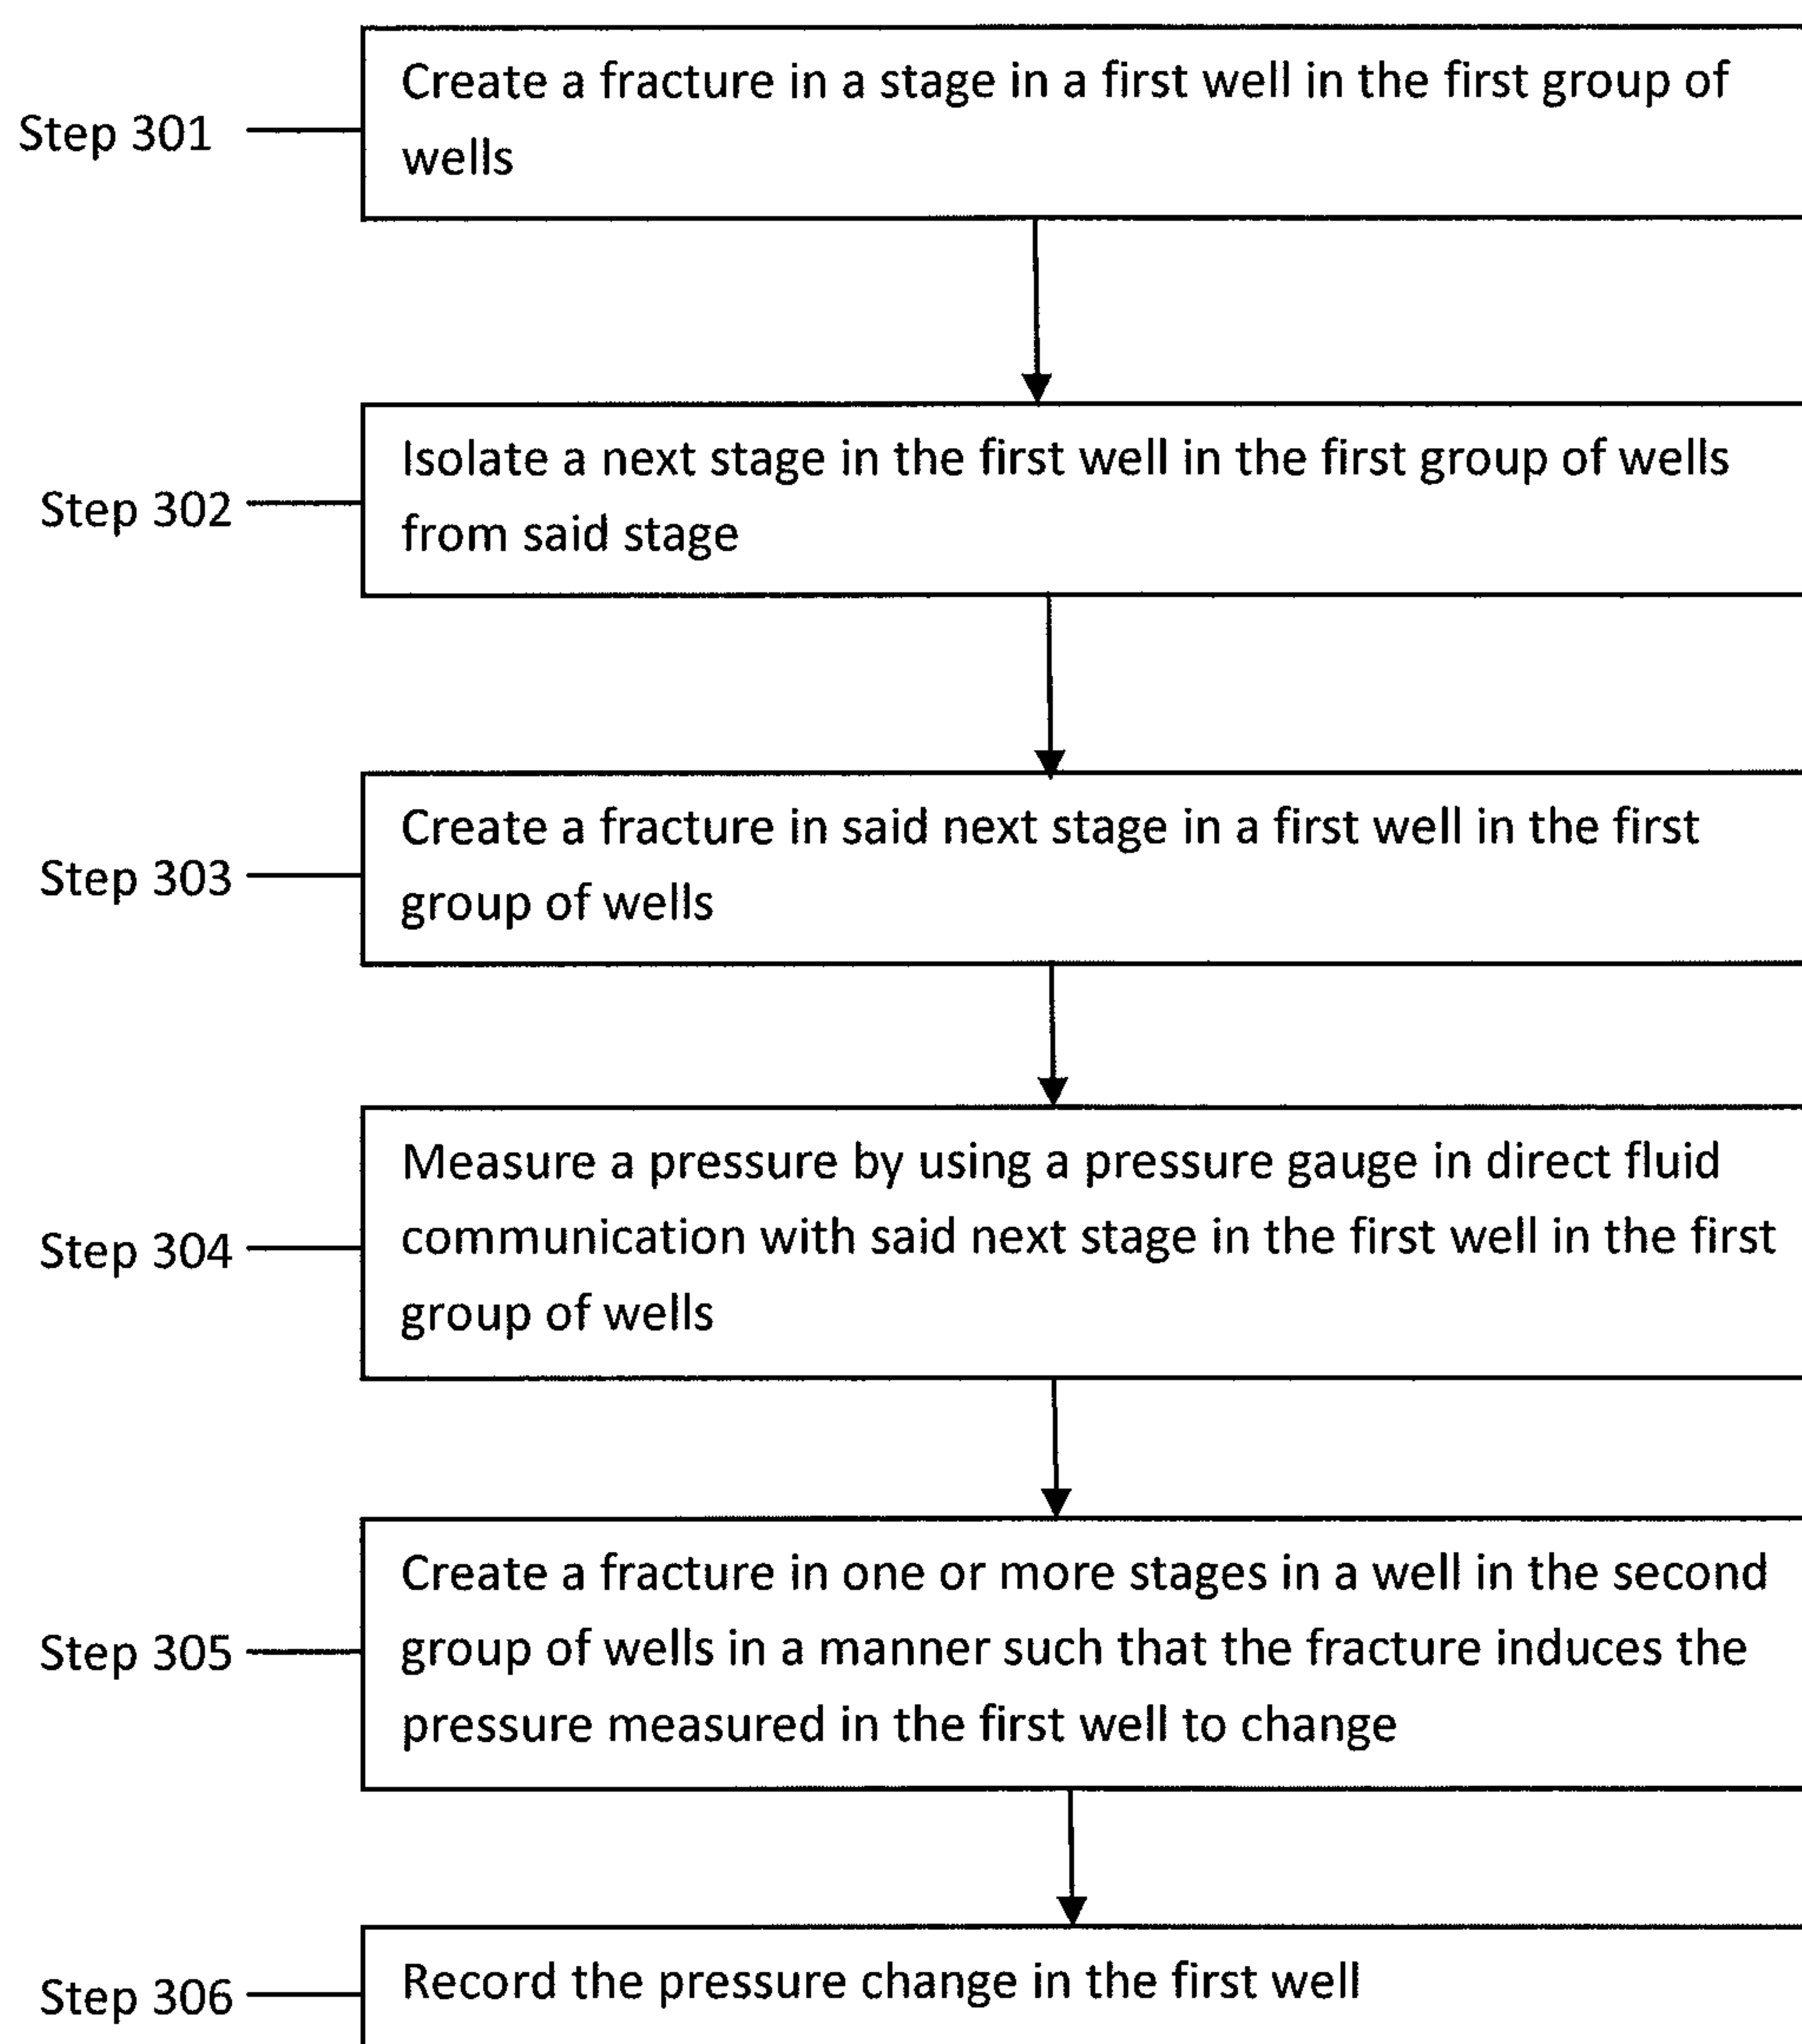 Step 301
Create a fracture in a stage in a first well in the first group of
wells
Step 302
Isolate a next stage in the first well in the first group of wells
from said stage
Step 303
Create a fracture in said next stage in a first well in the first
group of wells
Step 304
Measure a pressure by using a pressure gauge in direct fluid
communication with said next stage in the first well in the first
group of wells
Step 305
Create a fracture in one or more stages in a well in the second
group of wells in a manner such that the fracture induces the
pressure measured in the first well to change
Step 306
Record the pressure change in the first well